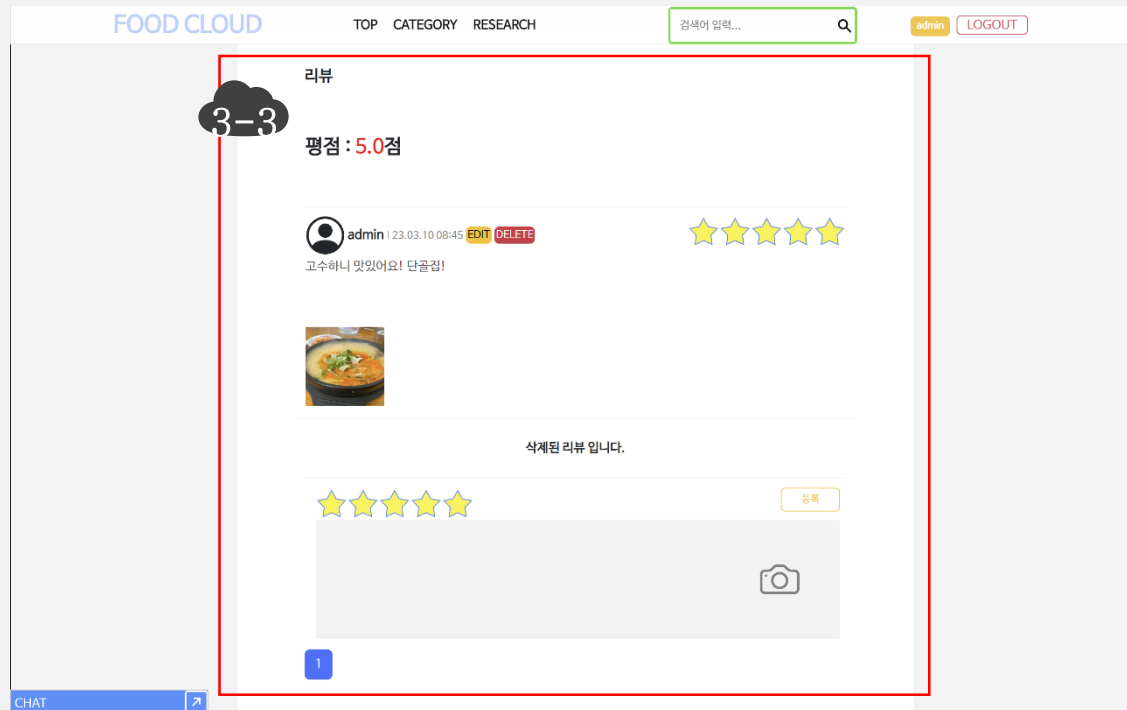 FOOD CLOUD TOP CATEGORY RESEARCH 검색어 입력... admin LOGOUT
리뷰
3-3
평점 : 5.0점
admin | 23.03.10 08:45 EDIT DELETE
고수하니 맛있어요! 단골집!
삭제된 리뷰 입니다.
등록
1
CHAT